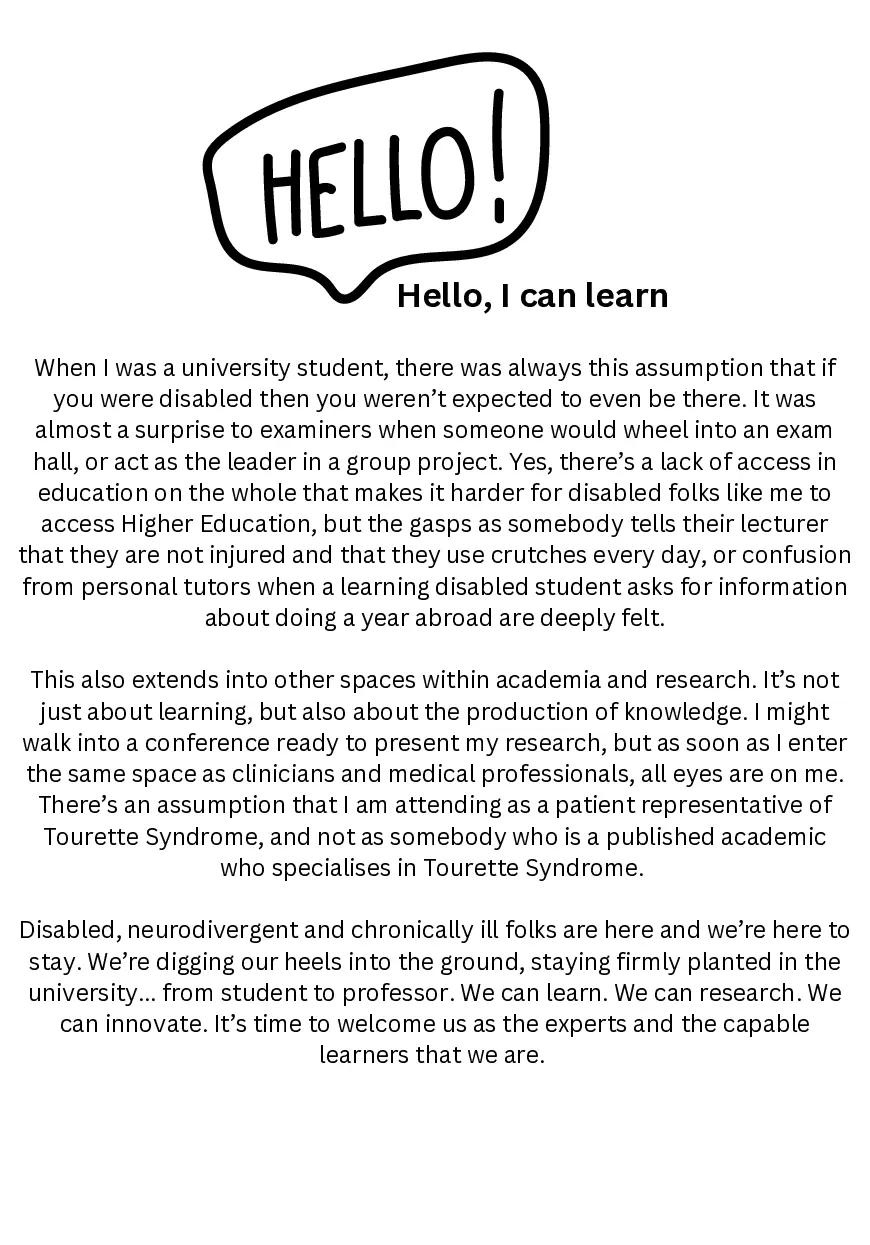 HELLO!
Hello, I can learn
When I was a university student, there was always this assumption that if
you were disabled then you weren’t expected to even be there. It was
almost a surprise to examiners when someone would wheel into an exam
hall, or act as the leader in a group project. Yes, there’s a lack of access in
education on the whole that makes it harder for disabled folks like me to
access Higher Education, but the gasps as somebody tells their lecturer
that they are not injured and that they use crutches every day, or confusion
from personal tutors when a learning disabled student asks for information
about doing a year abroad are deeply felt.
This also extends into other spaces within academia and research. It’s not
just about learning, but also about the production of knowledge. I might
walk into a conference ready to present my research, but as soon as I enter
the same space as clinicians and medical professionals, all eyes are on me.
There’s an assumption that I am attending as a patient representative of
Tourette Syndrome, and not as somebody who is a published academic
who specialises in Tourette Syndrome.
Disabled, neurodivergent and chronically ill folks are here and we’re here to
stay. We’re digging our heels into the ground, staying firmly planted in the
university... from student to professor. We can learn. We can research. We
can innovate. It’s time to welcome us as the experts and the capable
learners that we are.